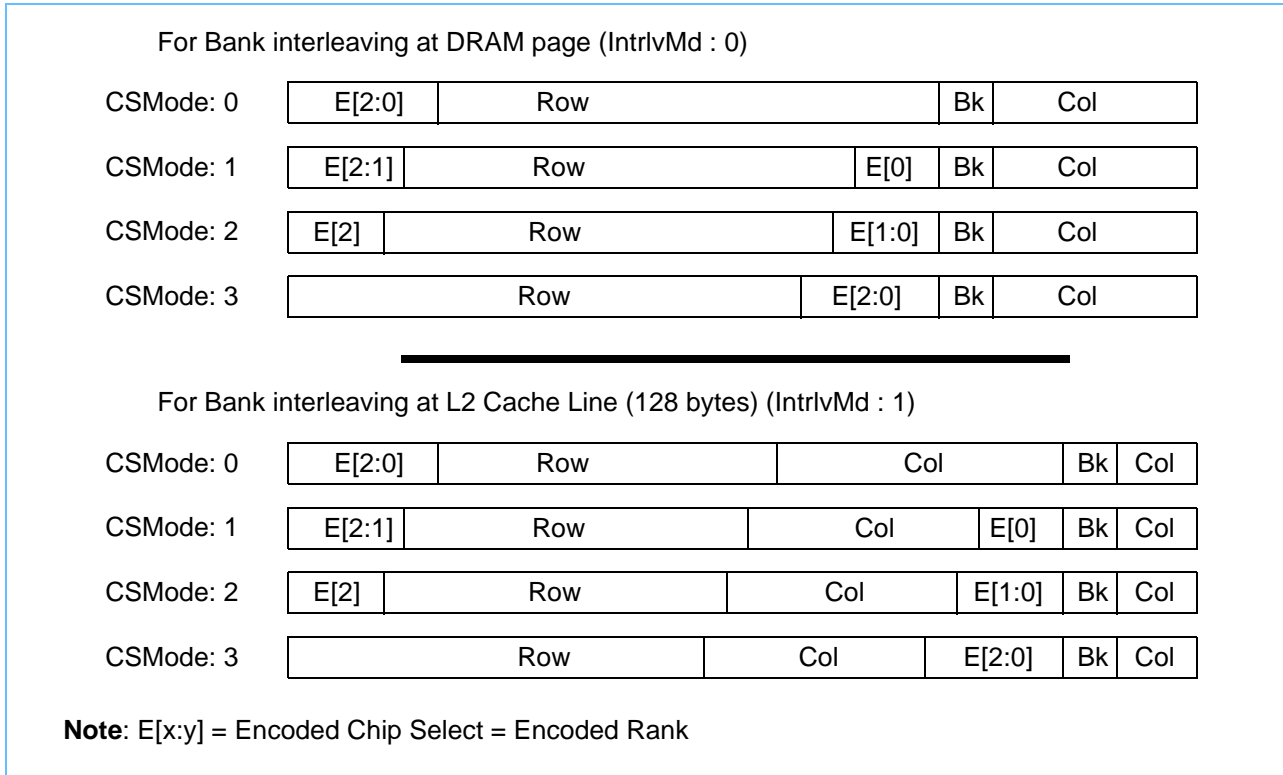 For Bank interleaving at DRAM page (IntrlvMd : 0)
CSMode: 0 E[2:0] Row Bk Col
CSMode: 1 E[2:1] Row E[0] Bk Col
CSMode: 2 E[2] Row E[1:0] Bk Col
CSMode: 3 Row E[2:0] Bk Col
For Bank interleaving at L2 Cache Line (128 bytes) (IntrlvMd : 1)
CSMode: 0 E[2:0] Row Col Bk Col
CSMode: 1 E[2:1] Row Col E[0] Bk Col
CSMode: 2 E[2] Row Col E[1:0] Bk Col
CSMode: 3 Row Col E[2:0] Bk Col
Note: E[x:y] = Encoded Chip Select = Encoded Rank